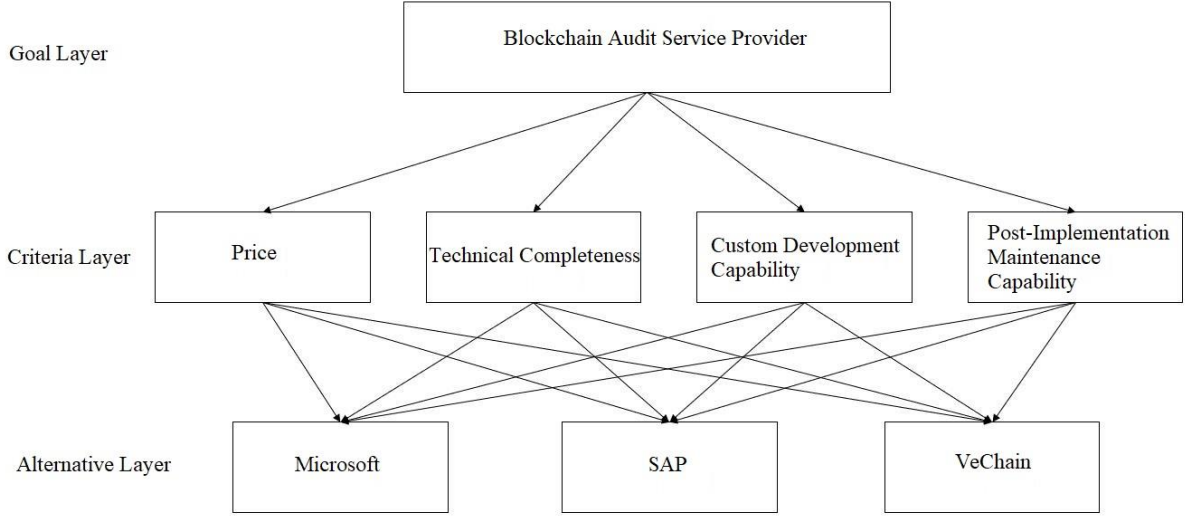 Goal Layer
Blockchain Audit Service Provider
Criteria Layer
Price
Technical Completeness
Custom Development
Capability
Post-Implementation
Maintenance
Capability
Alternative Layer
Microsoft
SAP
VeChain